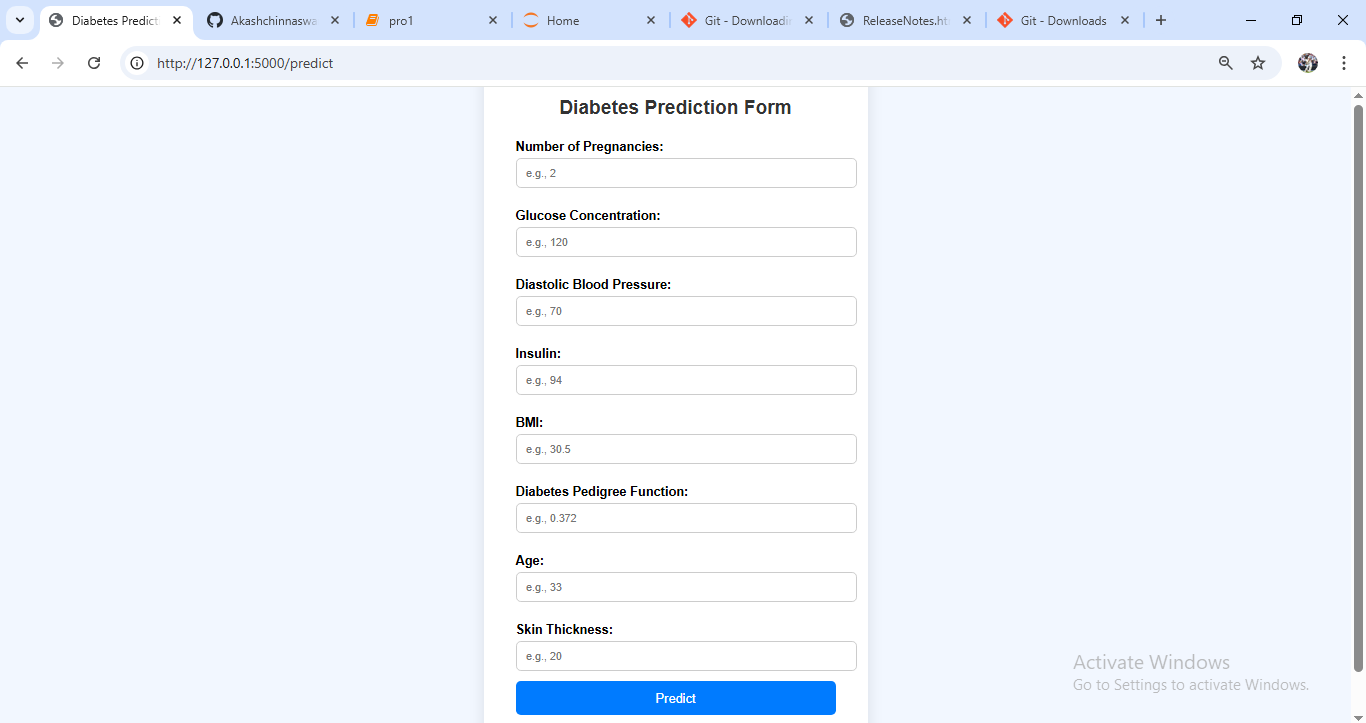 Diabetes Predict
Akashchinnaswa
pro1
Home
Git - Downloadin
ReleaseNotes.ht
Git - Downloads
http://127.0.0.1:5000/predict
Diabetes Prediction Form
Number of Pregnancies:
e.g., 2
Glucose Concentration:
e.g., 120
Diastolic Blood Pressure:
e.g., 70
Insulin:
e.g., 94
BMI:
e.g., 30.5
Diabetes Pedigree Function:
e.g., 0.372
Age:
e.g., 33
Skin Thickness:
e.g., 20
Predict
Activate Windows
Go to Settings to activate Windows.